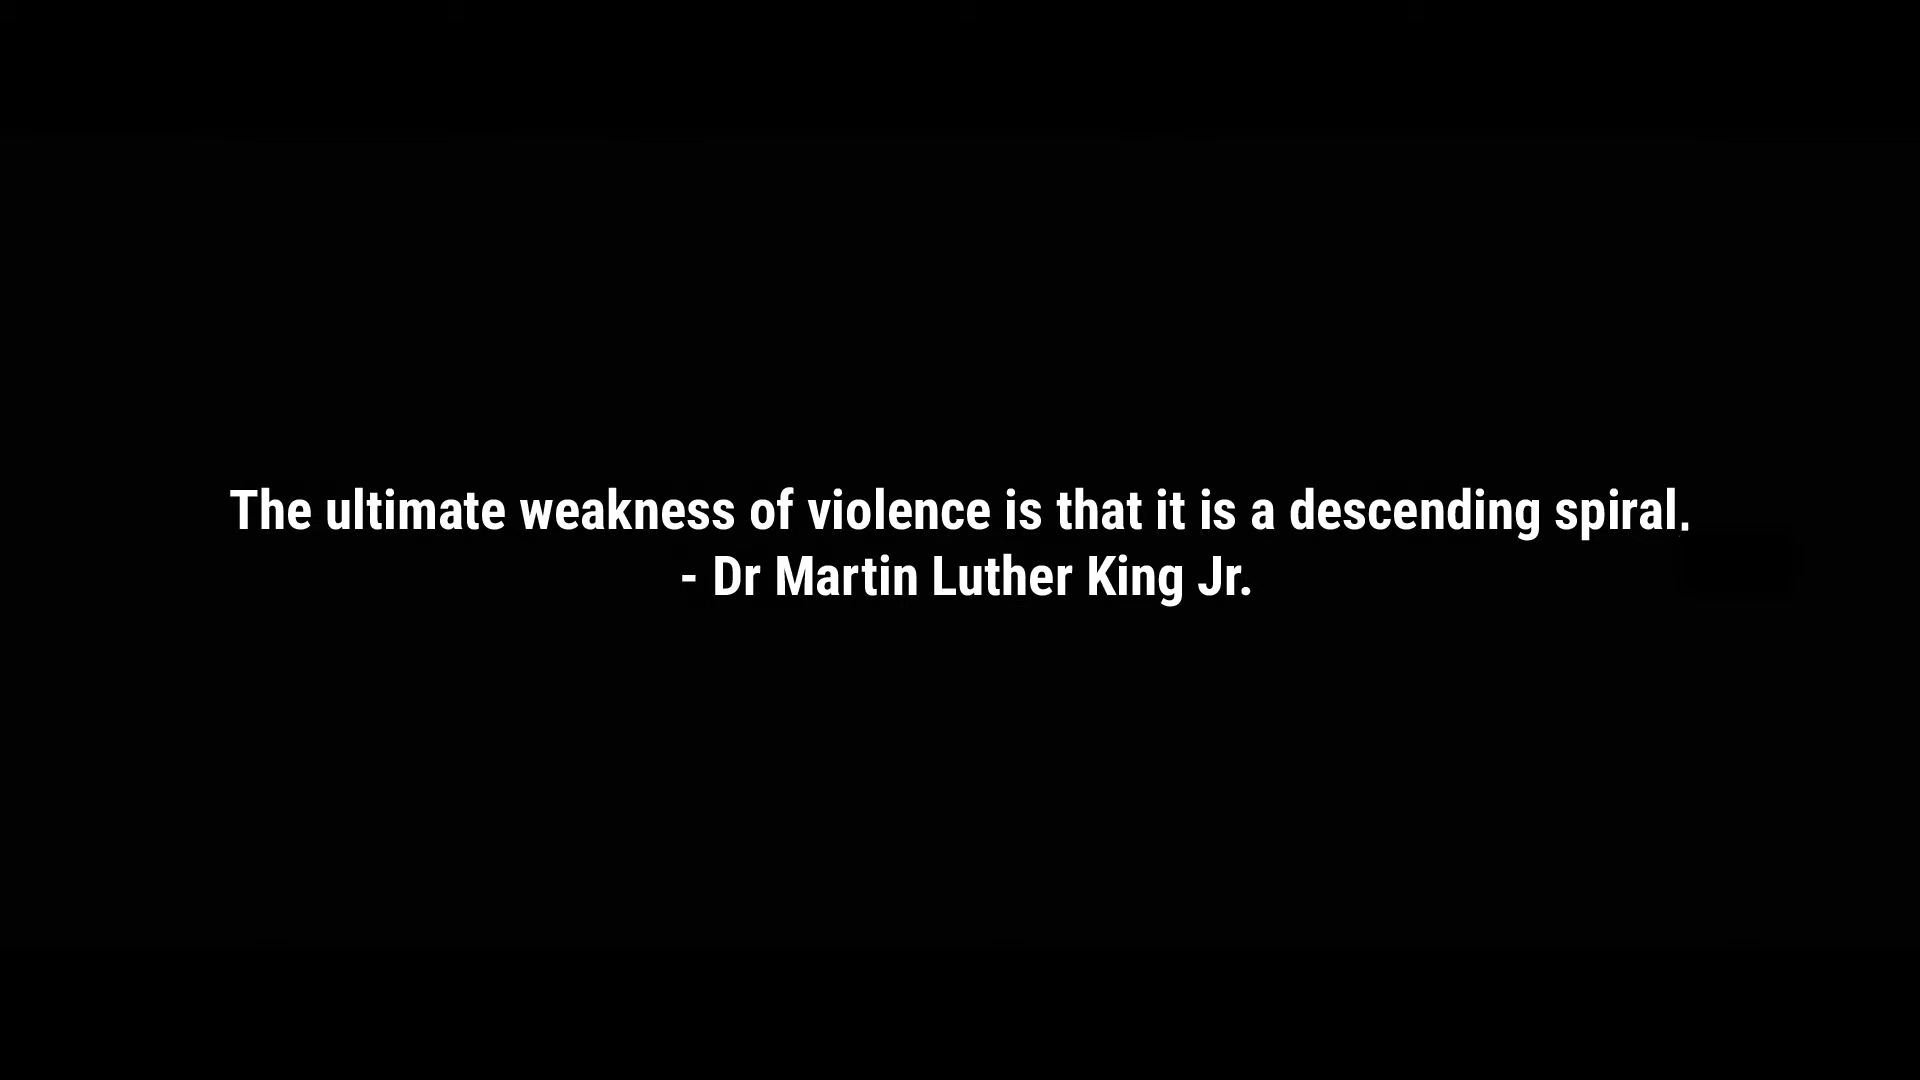 The ultimate weakness of violence is that it is a descending spiral.
- Dr Martin Luther King Jr.